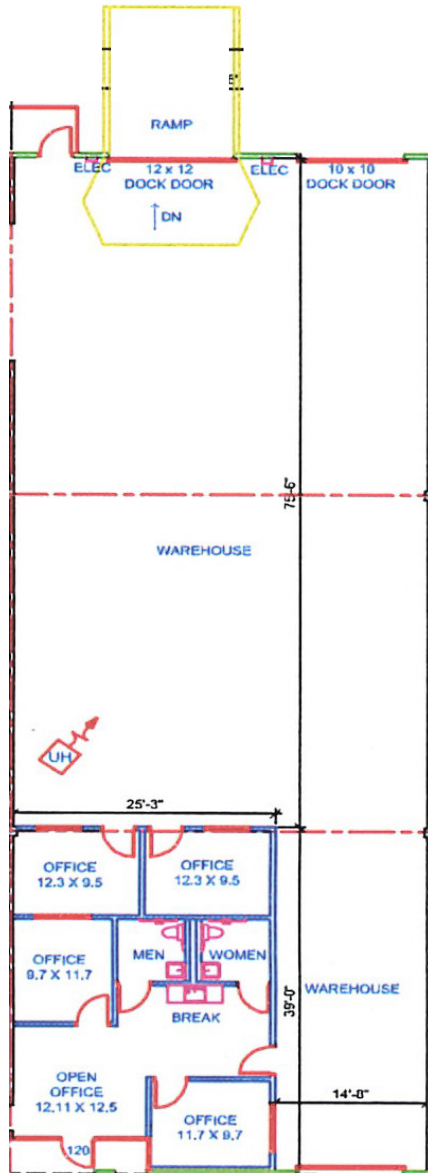 RAMP
ELEC
12 x 12
DOCK DOOR
ELEC
10 x 10
DOCK DOOR
DN
75'-6"
WAREHOUSE
UH
25'-3"
OFFICE
12.3 X 9.5
OFFICE
12.3 X 9.5
OFFICE
9.7 X 11.7
MEN
WOMEN
WAREHOUSE
39'-0"
BREAK
OPEN
OFFICE
12.11 X 12.5
14'-8"
OFFICE
11.7 X 9.7
120